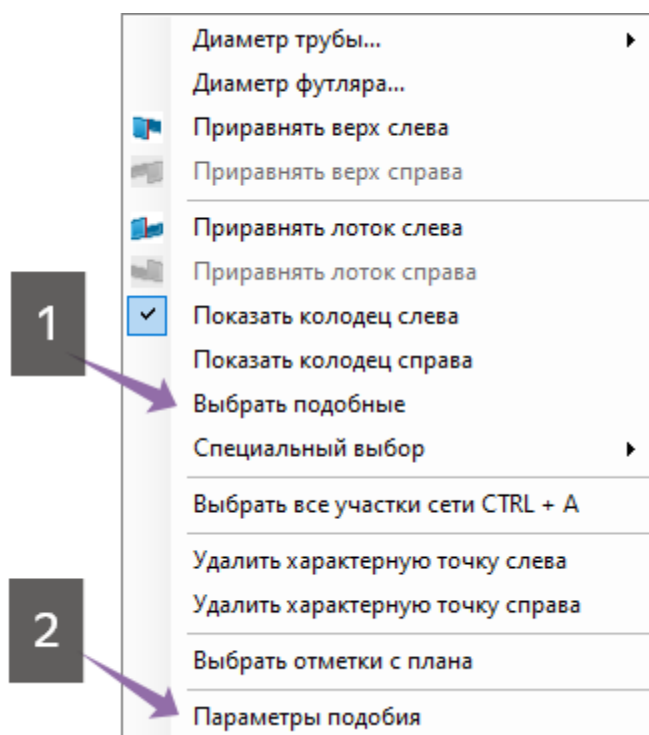 Диаметр трубы...
Диаметр футляра...
Приравнять верх слева
Приравнять верх справа
Приравнять лоток слева
Приравнять лоток справа
1
Показать колодец слева
Показать колодец справа
Выбрать подобные
Специальный выбор
Выбрать все участки сети CTRL + A
Удалить характерную точку слева
2
Удалить характерную точку справа
Выбрать отметки с плана
Параметры подобия